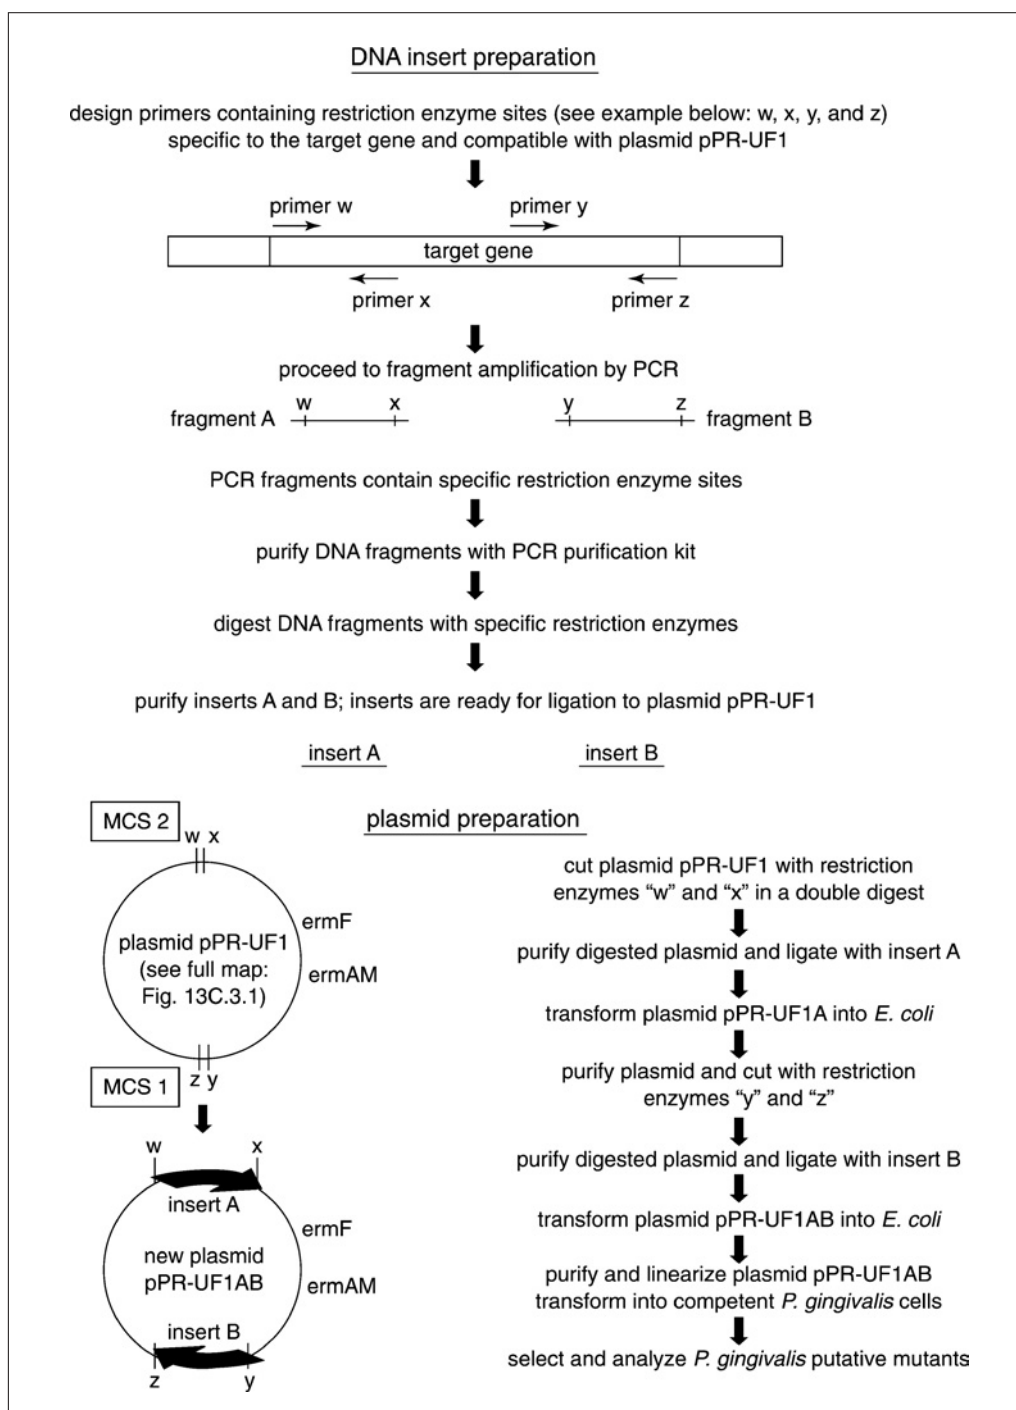 DNA insert preparation
design primers containing restriction enzyme sites (see example below: w, x, y, and z)
specific to the target gene and compatible with plasmid pPR-UF1
primer w
primer y
target gene
primer x
primer z
proceed to fragment amplification by PCR
w
x
y
z
fragment A
fragment B
PCR fragments contain specific restriction enzyme sites
purify DNA fragments with PCR purification kit
digest DNA fragments with specific restriction enzymes
purify inserts A and B; inserts are ready for ligation to plasmid pPR-UF1
insert A
insert B
plasmid preparation
MCS 2
w x
plasmid pPR-UF1
(see full map:
Fig. 13C.3.1)
ermF
ermAM
z y
MCS 1
w
x
insert A
new plasmid
pPR-UF1AB
ermF
ermAM
insert B
z
y
cut plasmid pPR-UF1 with restriction
enzymes “w” and “x” in a double digest
purify digested plasmid and ligate with insert A
transform plasmid pPR-UF1A into E. coli
purify plasmid and cut with restriction
enzymes “y” and “z”
purify digested plasmid and ligate with insert B
transform plasmid pPR-UF1AB into E. coli
purify and linearize plasmid pPR-UF1AB
transform into competent P. gingivalis cells
select and analyze P. gingivalis putative mutants